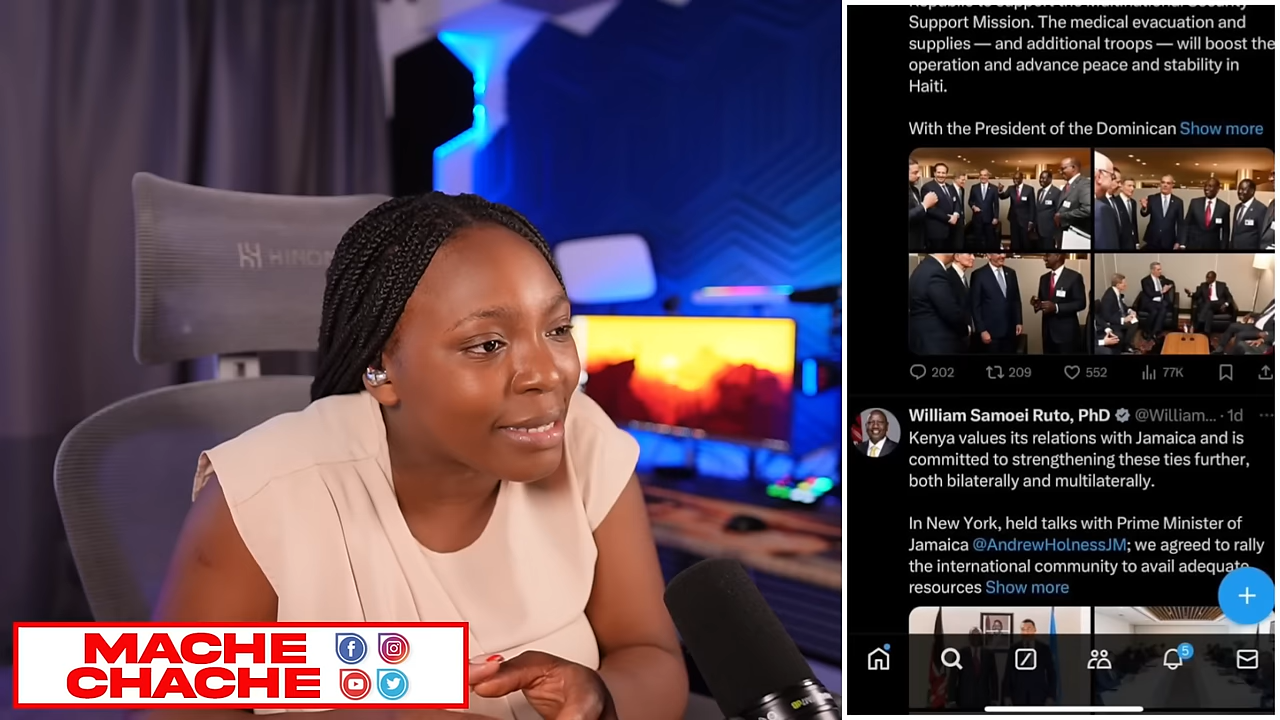 HINOM
MACHE
CHACHE
Support Mission. The medical evacuation and
supplies — and additional troops — will boost the
operation and advance peace and stability in
Haiti.
With the President of the Dominican Show more
202 209 552 77K
William Samoei Ruto, PhD @William... · 1d
Kenya values its relations with Jamaica and is
committed to strengthening these ties further,
both bilaterally and multilaterally.
In New York, held talks with Prime Minister of
Jamaica @AndrewHolnessJM; we agreed to rally
the international community to avail adequate
resources Show more
5